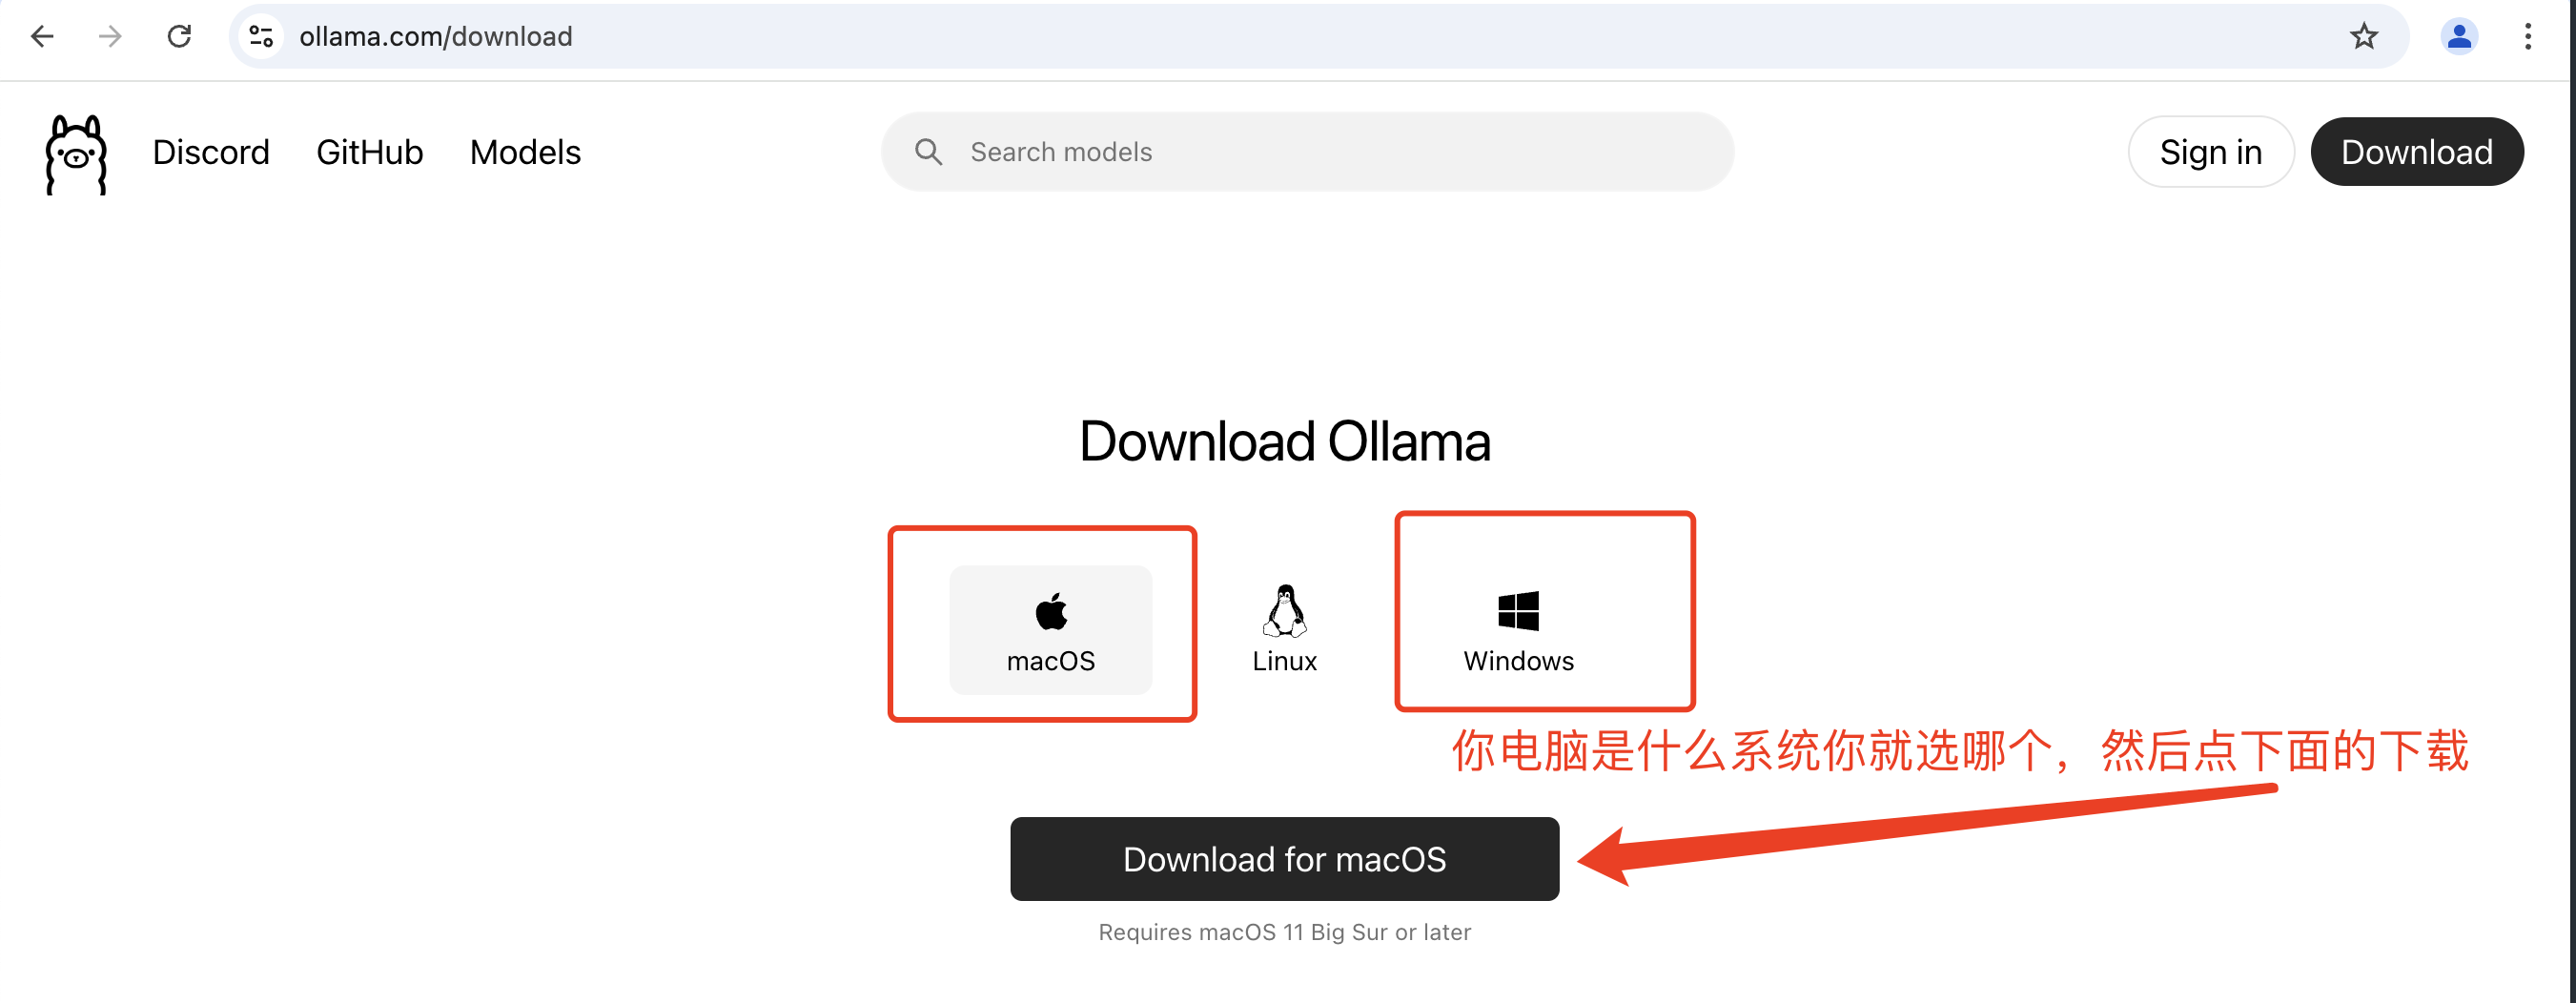 ollama.com/download
Discord GitHub Models Search models Sign in Download
Download Ollama
macOS Linux Windows
你电脑是什么系统你就选哪个，然后点下面的下载
Download for macOS
Requires macOS 11 Big Sur or later